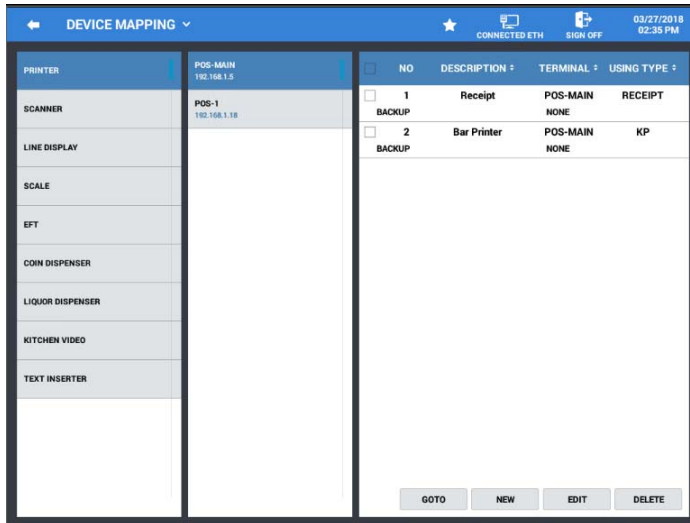 DEVICE MAPPING
CONNECTED ETH
SIGN OFF
03/27/2018
02:35 PM
PRINTER
SCANNER
LINE DISPLAY
SCALE
EFT
COIN DISPENSER
LIQUOR DISPENSER
KITCHEN VIDEO
TEXT INSERTER
POS-MAIN
192.168.1.5
POS-1
192.168.1.18
NO DESCRIPTION TERMINAL USING TYPE
1 Receipt POS-MAIN RECEIPT
BACKUP NONE
2 Bar Printer POS-MAIN KP
BACKUP NONE
GOTO NEW EDIT DELETE